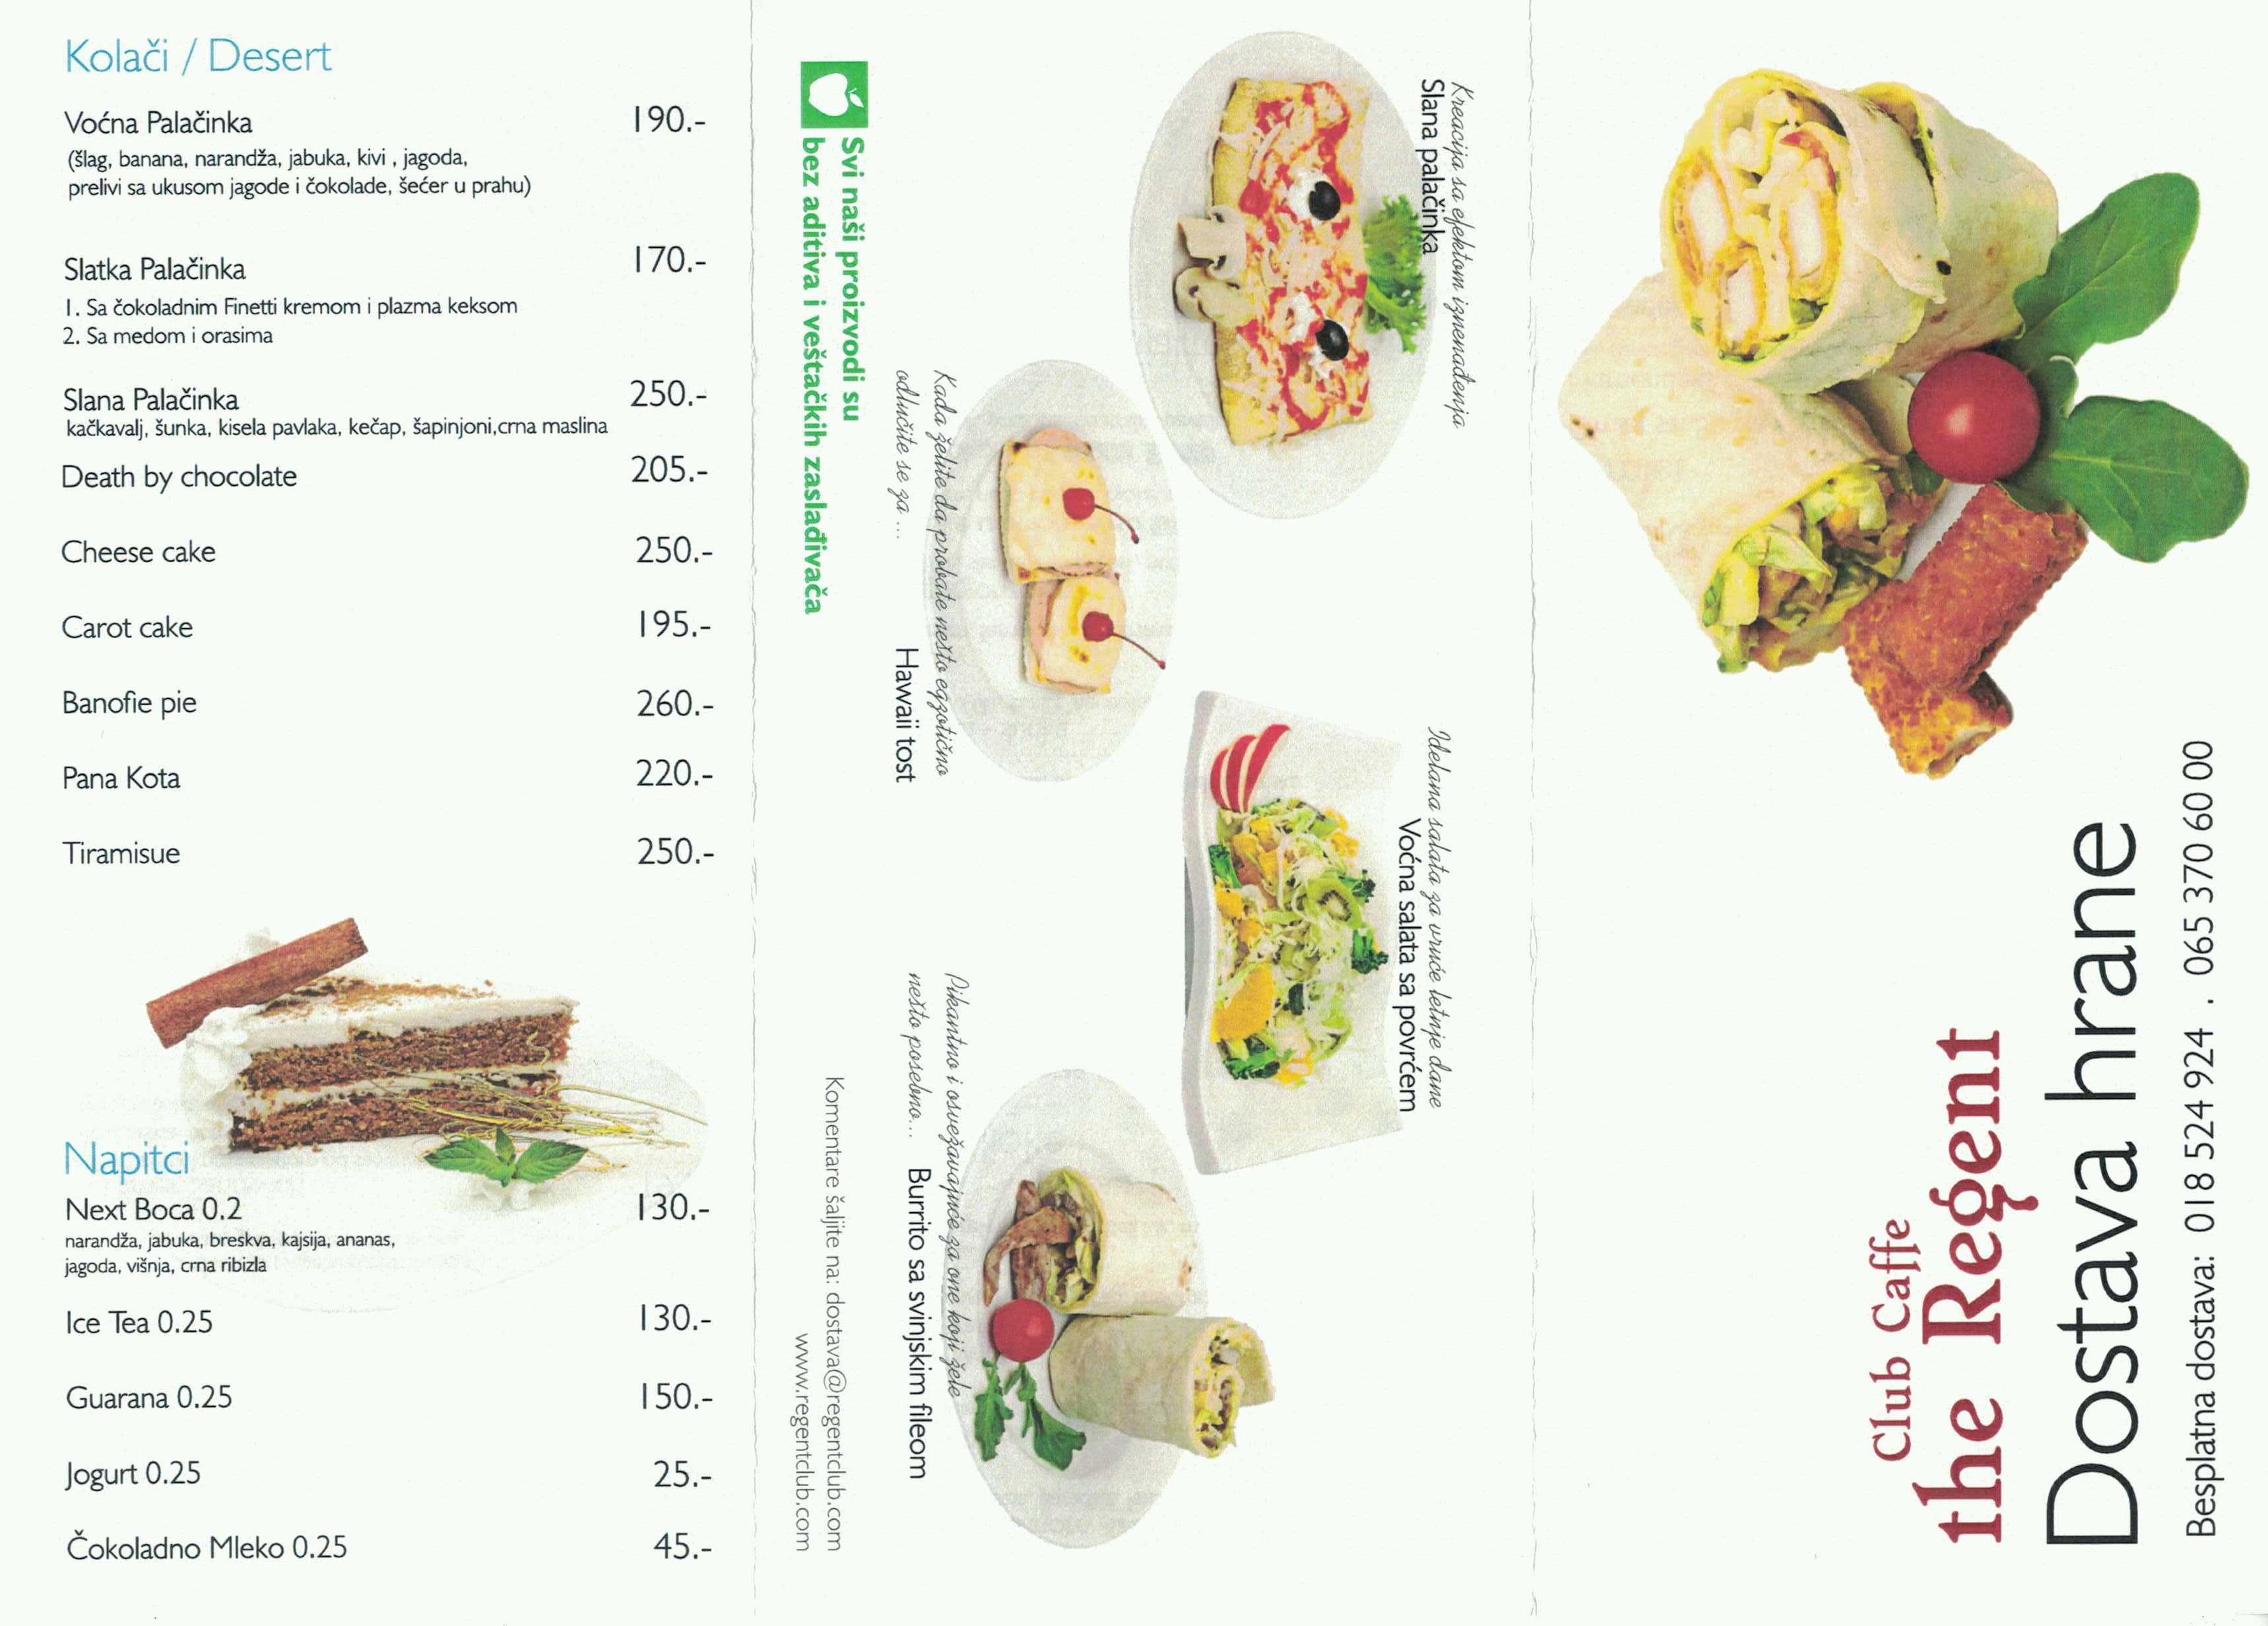 Kolači / Desert
Voćna Palačinka 190.-
(šlag, banana, narandža, jabuka, kivi , jagoda,
prelivi sa ukusom jagode i čokolade, šećer u prahu)
Slatka Palačinka 170.-
1. Sa čokoladnim Finetti kremom i plazma keksom
2. Sa medom i orasima
Slana Palačinka 250.-
kačkavalj, šunka, kisela pavlaka, kečap, šapinjoni,crna maslina
Death by chocolate 205.-
Cheese cake 250.-
Carot cake 195.-
Banofie pie 260.-
Pana Kota 220.-
Tiramisue 250.-
Napitci
Next Boca 0.2 130.-
narandža, jabuka, breskva, kajsija, ananas,
jagoda, višnja, crna ribizla
Ice Tea 0.25 130.-
Guarana 0.25 150.-
Jogurt 0.25 25.-
Čokoladno Mleko 0.25 45.-
Kreacija sa efektom iznenađenja
Slana palačinka
Idelana salata za vruće letnje dane
Voćna salata sa povrćem
Kada želite da probate nešto egzotično
odlučite se za ... Hawaii tost
Pikantno i osvežavajuće za one koji žele
nešto posebno... Burrito sa svinjskim fileom
Svi naši proizvodi su
bez aditiva i veštačkih zaslađivača
Komentare šaljite na: dostava@regentclub.com
www.regentclub.com
Club Caffe
the Regent
Dostava hrane
Besplatna dostava: 018 524 924 . 065 370 60 00